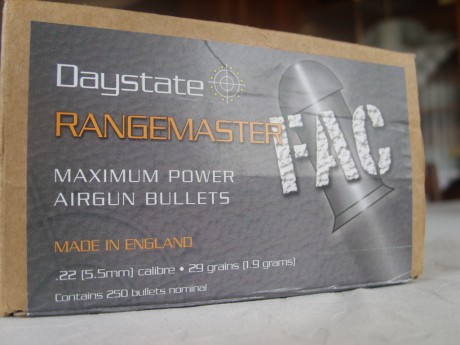 Daystate
RANGEMASTER
FAC
MAXIMUM POWER
AIRGUN BULLETS
MADE IN ENGLAND
.22 (5.5mm) calibre • 29 grains (1.9 grams)
Contains 250 bullets nominal